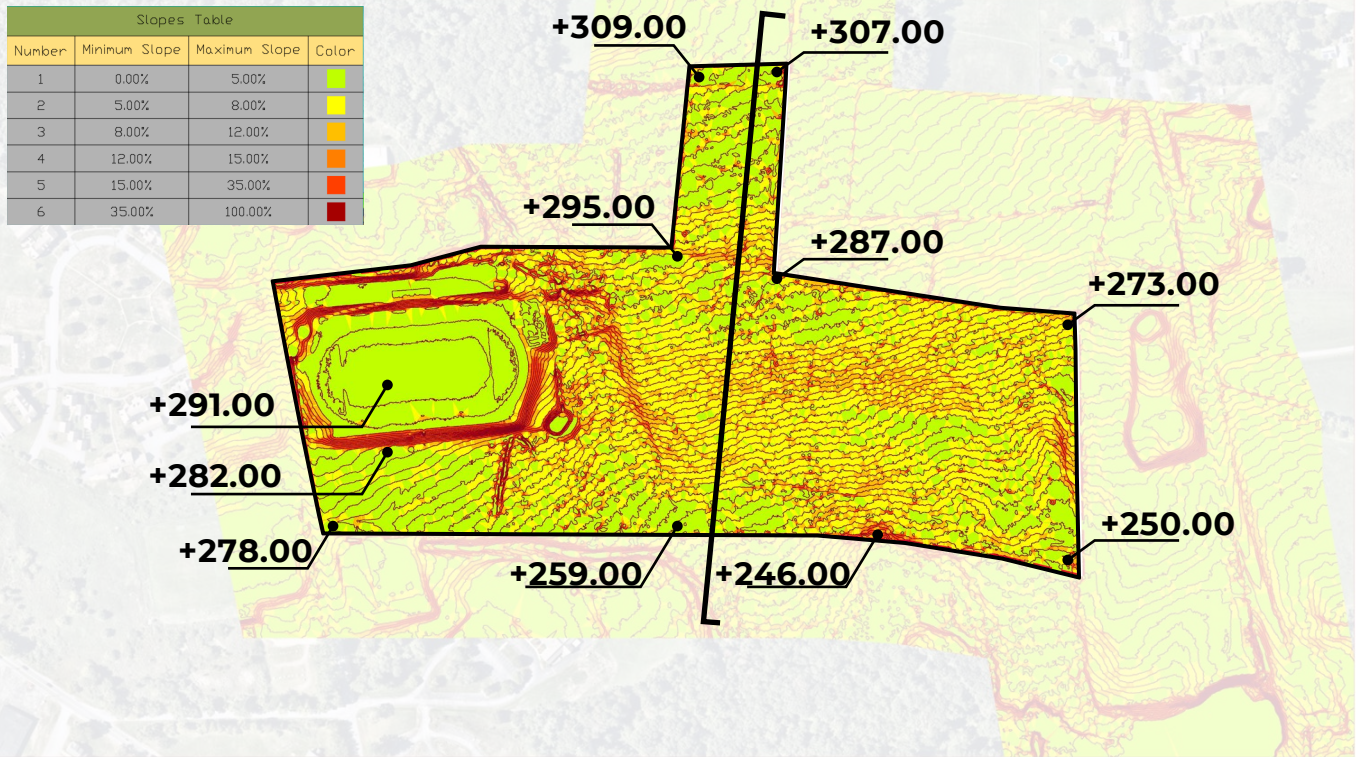 Slopes Table
Number Minimum Slope Maximum Slope Color
1 0.00% 5.00%
2 5.00% 8.00%
3 8.00% 12.00%
4 12.00% 15.00%
5 15.00% 35.00%
6 35.00% 100.00%
+309.00
+307.00
+295.00
+287.00
+273.00
+291.00
+282.00
+278.00
+259.00
+246.00
+250.00